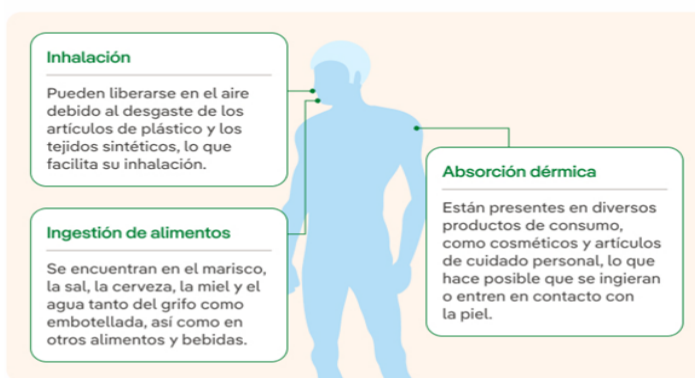 Inhalación
Pueden liberarse en el aire
debido al desgaste de los
artículos de plástico y los
tejidos sintéticos, lo que
facilita su inhalación.
Ingestión de alimentos
Se encuentran en el marisco,
la sal, la cerveza, la miel y el
agua tanto del grifo como
embotellada, así como en
otros alimentos y bebidas.
Absorción dérmica
Están presentes en diversos
productos de consumo,
como cosméticos y artículos
de cuidado personal, lo que
hace posible que se ingieran
o entren en contacto con
la piel.